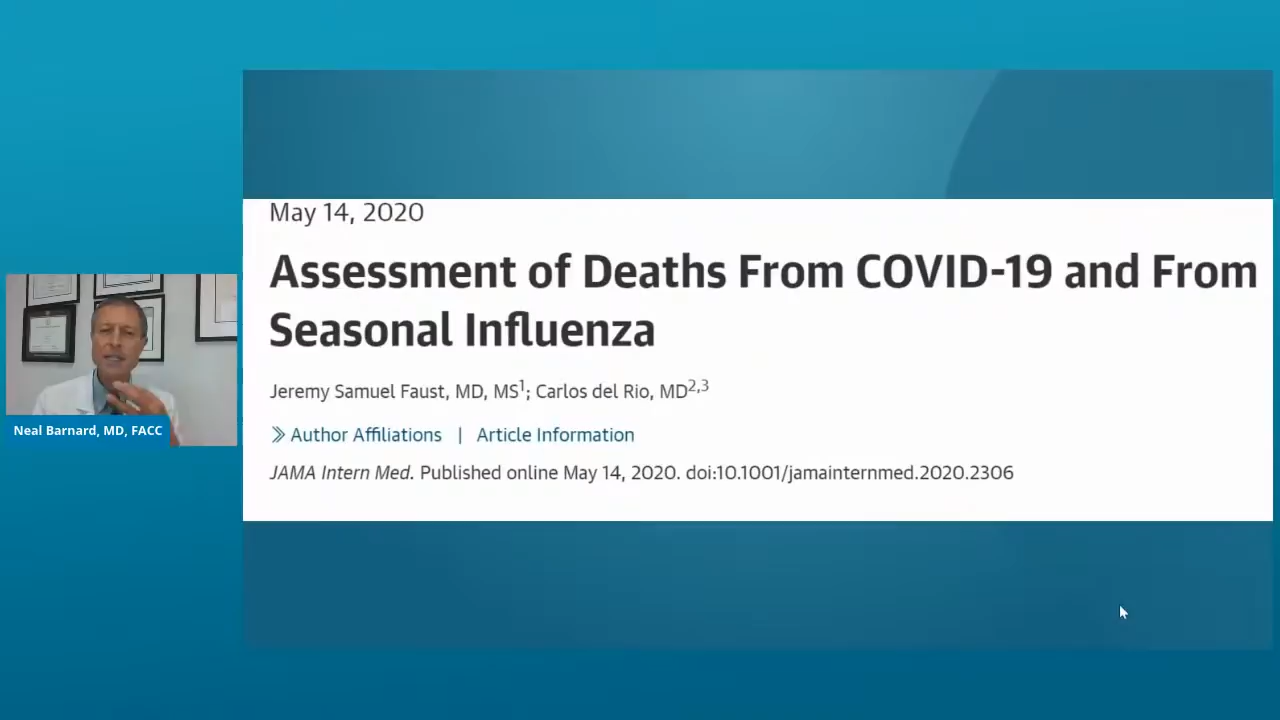 May 14, 2020
Assessment of Deaths From COVID-19 and From
Seasonal Influenza
Jeremy Samuel Faust, MD, MS1; Carlos del Rio, MD2,3
Author Affiliations | Article Information
JAMA Intern Med. Published online May 14, 2020. doi:10.1001/jamainternmed.2020.2306
Neal Barnard, MD, FACC